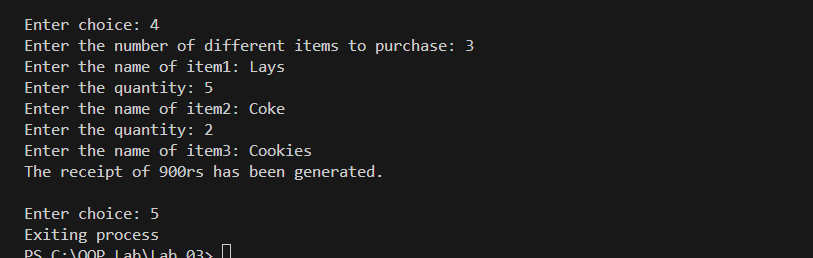 Enter choice: 4
Enter the number of different items to purchase: 3
Enter the name of item1: Lays
Enter the quantity: 5
Enter the name of item2: Coke
Enter the quantity: 2
Enter the name of item3: Cookies
The receipt of 900rs has been generated.
Enter choice: 5
Exiting process
PS C:\OOP Lab\Lab 03>